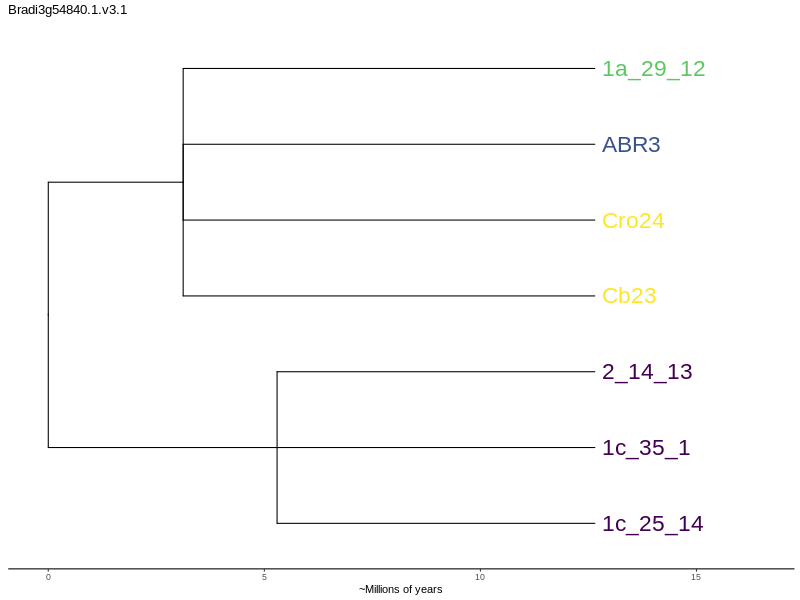 Bradi3g54840.1.v3.1
1a_29_12
ABR3
Cro24
Cb23
2_14_13
1c_35_1
1c_25_14
0 5 10 15
~Millions of years